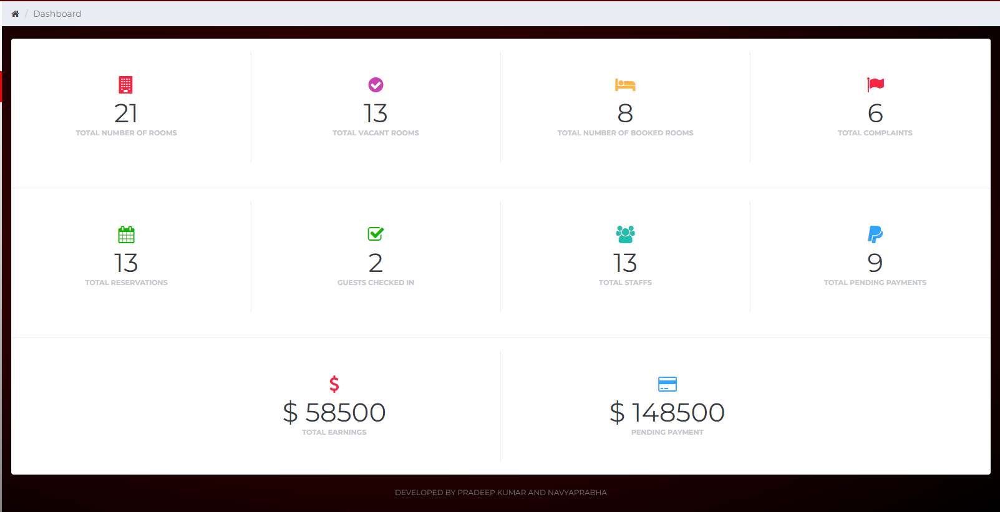 / Dashboard
21
TOTAL NUMBER OF ROOMS
13
TOTAL VACANT ROOMS
8
TOTAL NUMBER OF BOOKED ROOMS
6
TOTAL COMPLAINTS
13
TOTAL RESERVATIONS
2
GUESTS CHECKED IN
13
TOTAL STAFFS
9
TOTAL PENDING PAYMENTS
$ 58500
TOTAL EARNINGS
$ 148500
PENDING PAYMENT
DEVELOPED BY PRADEEP KUMAR AND NAVYAPRABHA